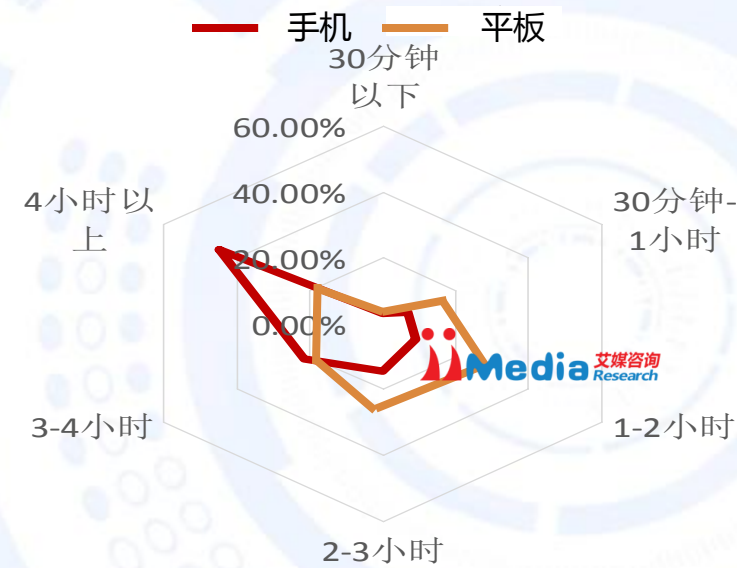 手机 平板
30分钟
以下
60.00%
40.00%
20.00%
0.00%
30分钟-
1小时
1-2小时
2-3小时
3-4小时
4小时以
上
iiMedia 艾媒咨询
Research